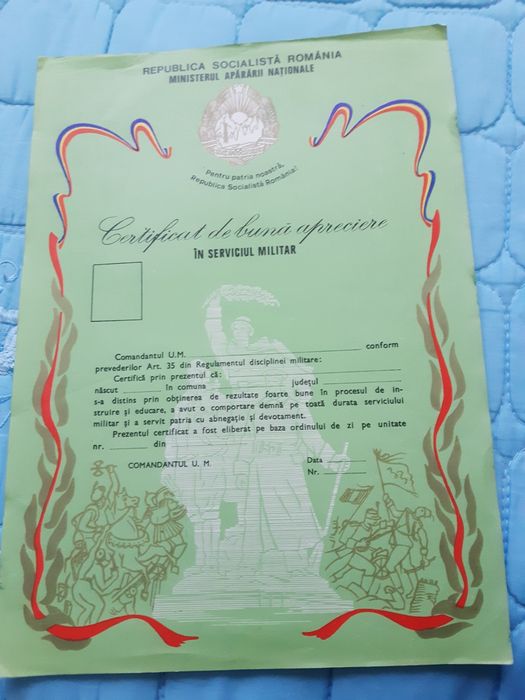 REPUBLICA SOCIALISTĂ ROMÂNIA
MINISTERUL APĂRĂRII NAȚIONALE
Pentru patria noastră,
Republica Socialistă România!
Certificat de bună apreciere
ÎN SERVICIUL MILITAR
Comandantul U.M. conform
prevederilor Art. 35 din Regulamentul disciplinei militare:
Certifică prin prezentul că:
născut în comuna județul
s-a distins prin obținerea de rezultate foarte bune în procesul de in-
struire și educare, a avut o comportare demnă pe toată durata serviciului
militar și a servit patria cu abnegație și devotament.
Prezentul certificat a fost eliberat pe baza ordinului de zi pe unitate
nr. din
COMANDANTUL U. M. Data
Nr.